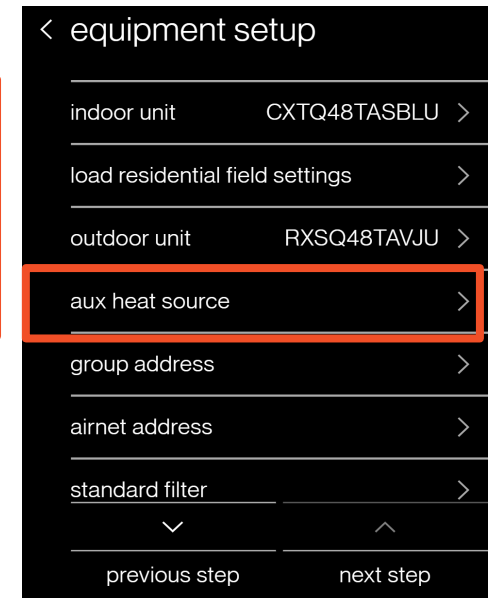 equipment setup
indoor unit CXTQ48TASBLU
load residential field settings
outdoor unit RXSQ48TAVJU
aux heat source
group address
airnet address
standard filter
previous step next step